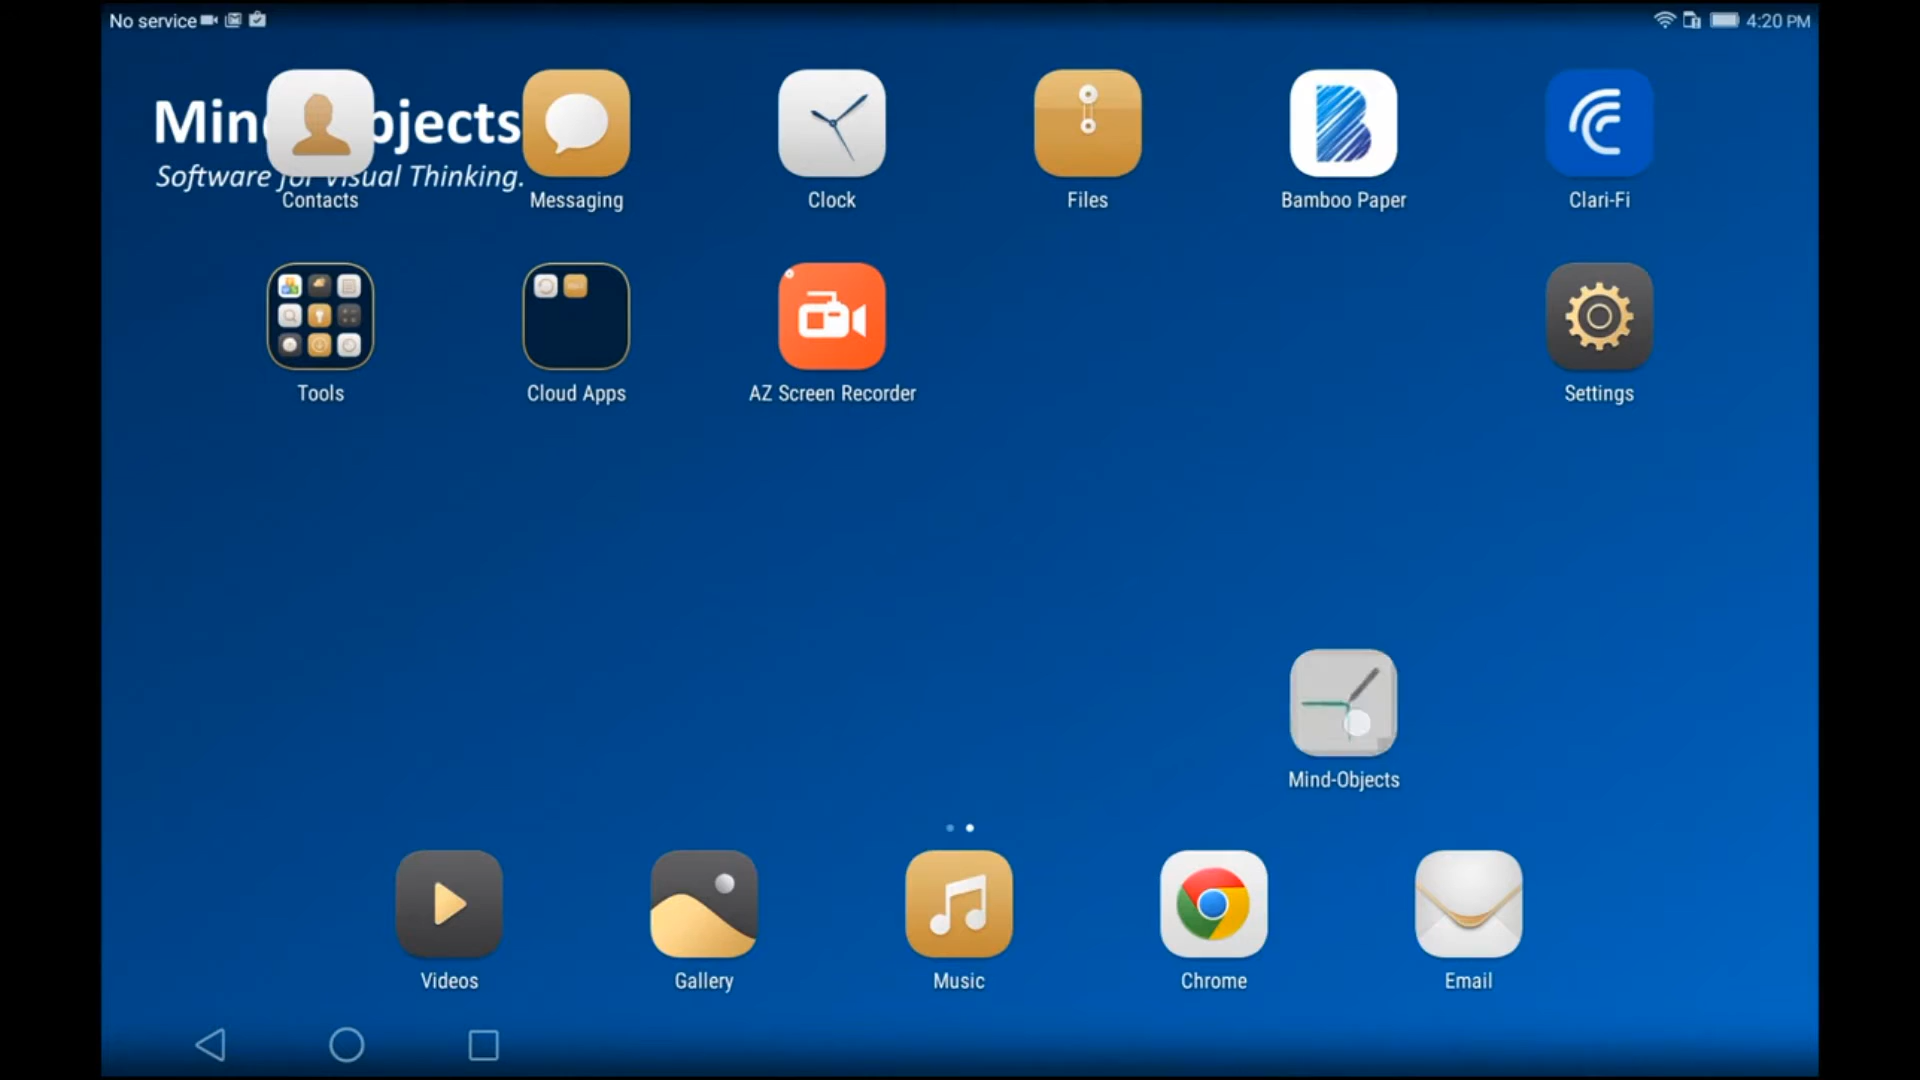 No service
4:20 PM
Mind-Objects
Software for Visual Thinking.
Contacts
Messaging
Clock
Files
Bamboo Paper
Clari-Fi
Tools
Cloud Apps
AZ Screen Recorder
Settings
Mind-Objects
Videos
Gallery
Music
Chrome
Email